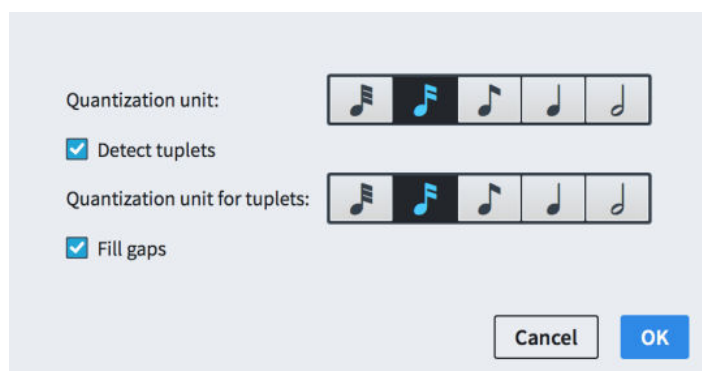 Quantization unit:
Detect tuplets
Quantization unit for tuplets:
Fill gaps
Cancel
OK